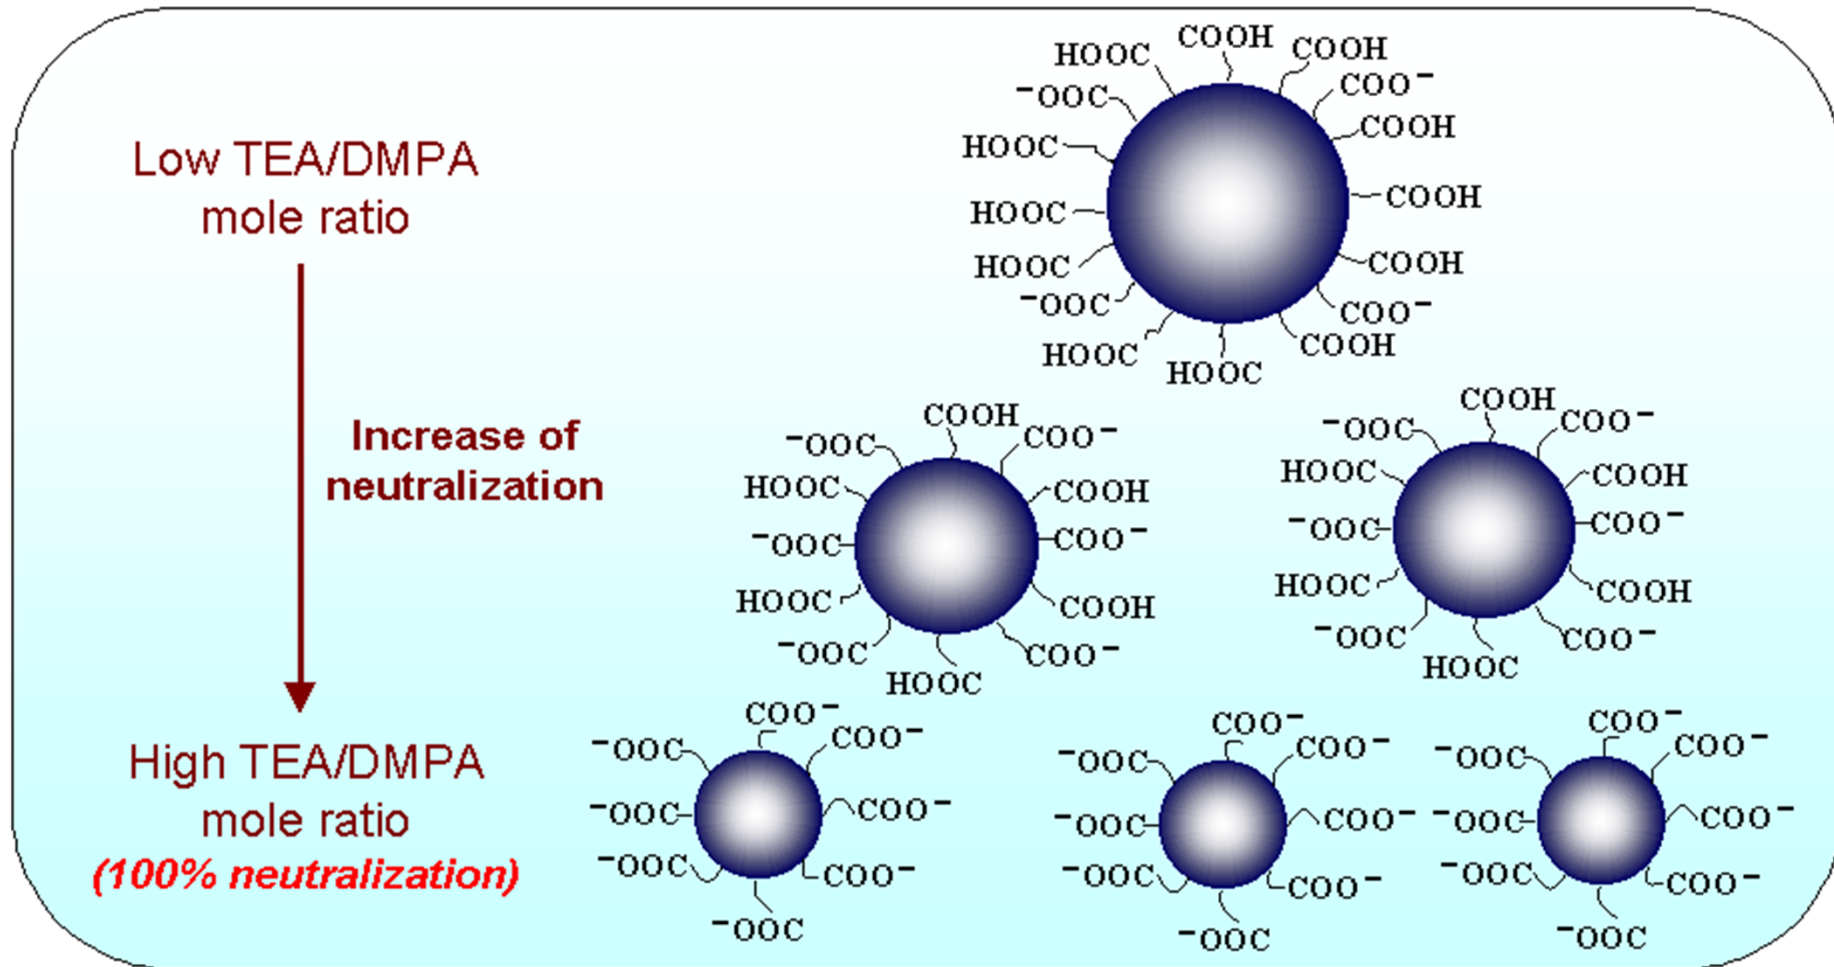 Low TEA/DMPA
mole ratio
Increase of
neutralization
High TEA/DMPA
mole ratio
(100% neutralization)
COOH
HOOC
COOH
⁻OOC
COO⁻
HOOC
COOH
HOOC
COOH
HOOC
COOH
⁻OOC
COO⁻
HOOC
COOH
HOOC
COOH
⁻OOC
COO⁻
HOOC
COOH
⁻OOC
COO⁻
HOOC
COOH
⁻OOC
COO⁻
HOOC
COOH
⁻OOC
COO⁻
HOOC
COOH
⁻OOC
COO⁻
HOOC
COOH
⁻OOC
COO⁻
HOOC
COO⁻
⁻OOC
COO⁻
⁻OOC
COO⁻
⁻OOC
COO⁻
⁻OOC
COO⁻
⁻OOC
COO⁻
⁻OOC
COO⁻
⁻OOC
COO⁻
⁻OOC
COO⁻
⁻OOC
COO⁻
⁻OOC
COO⁻
⁻OOC
COO⁻
⁻OOC